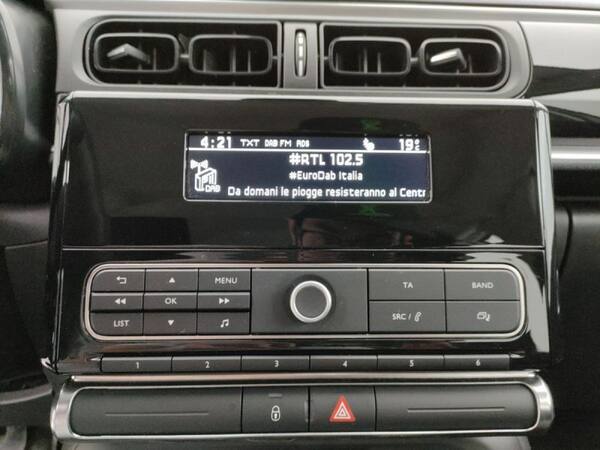 4:21 TXT DAB FM RDS 19°C
#RTL 102.5
#EuroDab Italia
DAB
Da domani le piogge resisteranno al Centr
MENU
TA
BAND
OK
LIST
SRC /
1 2 3 4 5 6